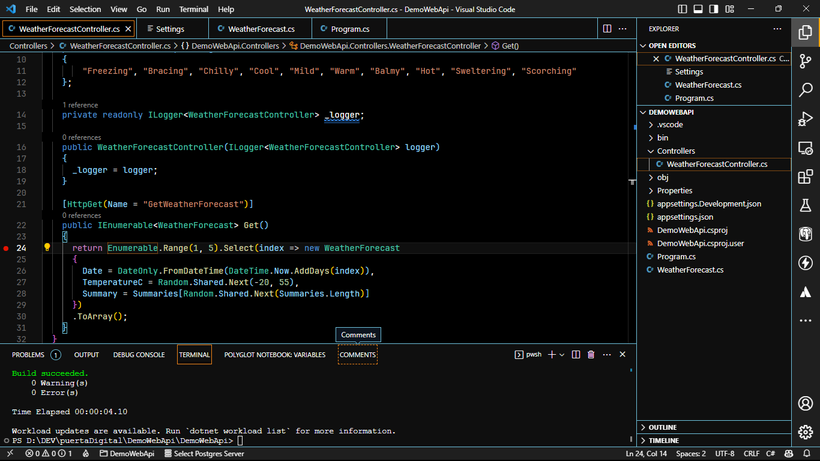 File Edit Selection View Go Run Terminal Help
WeatherForecastController.cs - DemoWebApi - Visual Studio Code
WeatherForecastController.cs Settings WeatherForecast.cs Program.cs
Controllers > WeatherForecastController.cs > {} DemoWebApi.Controllers > DemoWebApi.Controllers.WeatherForecastController > Get()
10 {
11 "Freezing", "Bracing", "Chilly", "Cool", "Mild", "Warm", "Balmy", "Hot", "Sweltering", "Scorching"
12 };
13
1 reference
14 private readonly ILogger<WeatherForecastController> _logger;
15
0 references
16 public WeatherForecastController(ILogger<WeatherForecastController> logger)
17 {
18 _logger = logger;
19 }
20
21 [HttpGet(Name = "GetWeatherForecast")]
0 references
22 public IEnumerable<WeatherForecast> Get()
23 {
24 return Enumerable.Range(1, 5).Select(index => new WeatherForecast
25 {
26 Date = DateOnly.FromDateTime(DateTime.Now.AddDays(index)),
27 TemperatureC = Random.Shared.Next(-20, 55),
28 Summary = Summaries[Random.Shared.Next(Summaries.Length)]
29 })
30 .ToArray();
31 }
32 }
Comments
PROBLEMS 1 OUTPUT DEBUG CONSOLE TERMINAL POLYGLOT NOTEBOOK: VARIABLES COMMENTS
pwsh
Build succeeded.
0 Warning(s)
0 Error(s)
Time Elapsed 00:00:04.10
Workload updates are available. Run `dotnet workload list` for more information.
PS D:\DEV\puertaDigital\DemoWebApi\DemoWebApi>
EXPLORER
OPEN EDITORS
WeatherForecastController.cs C...
Settings
WeatherForecast.cs
Program.cs
DEMOWEBAPI
.vscode
bin
Controllers
WeatherForecastController.cs
obj
Properties
appsettings.Development.json
appsettings.json
DemoWebApi.csproj
DemoWebApi.csproj.user
Program.cs
WeatherForecast.cs
OUTLINE
TIMELINE
0 0 1 DemoWebApi Select Postgres Server
Ln 24, Col 14 Spaces: 2 UTF-8 CRLF C#